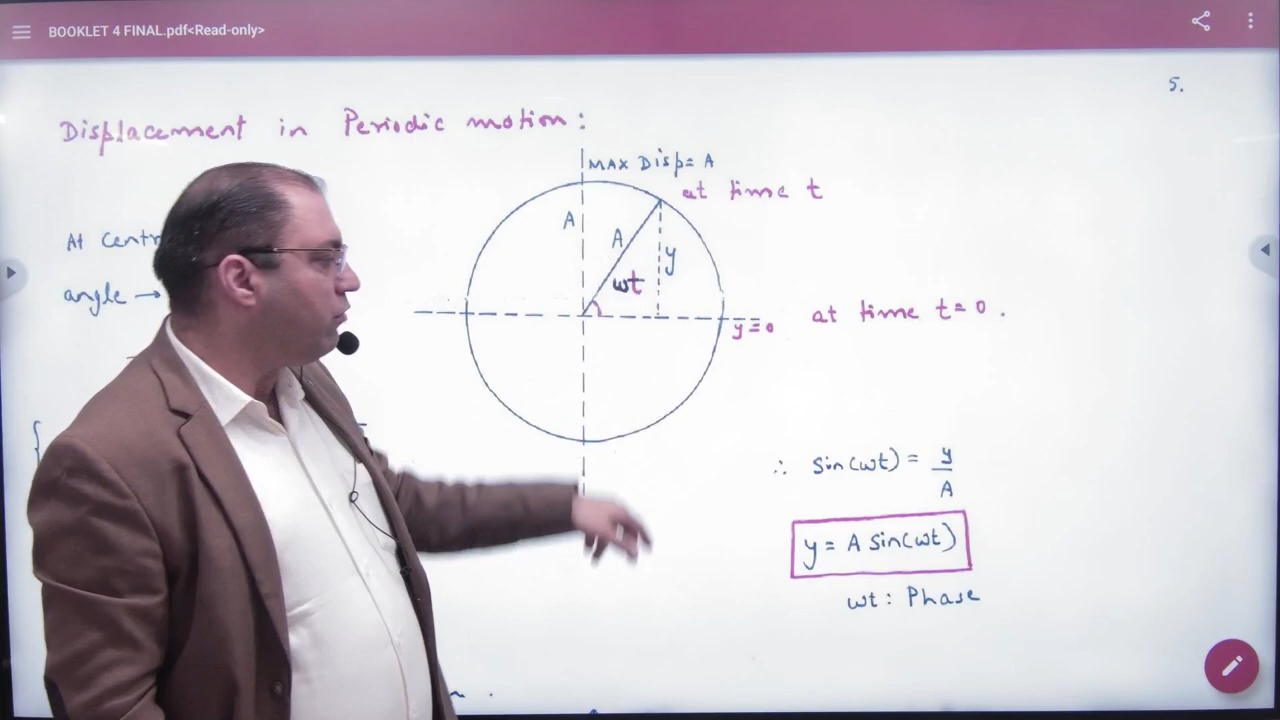 BOOKLET 4 FINAL.pdf<Read-only>
5.
Displacement in Periodic motion:
MAX Disp= A
at time t
A
A
y
At
ωt
angle →
y=0
at time t=0.
∴ sin(ωt) = y/A
y = A sin(ωt)
ωt: Phase